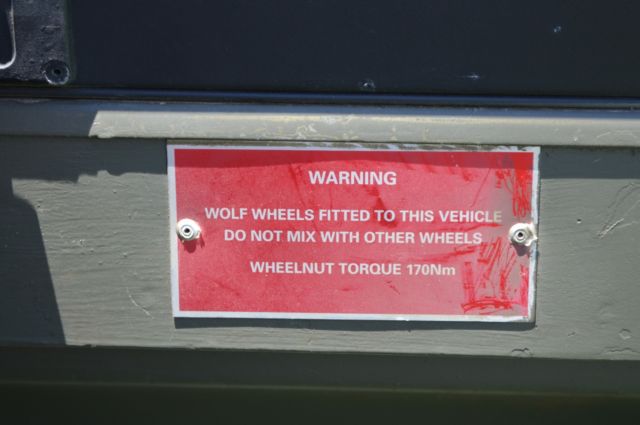 WARNING
WOLF WHEELS FITTED TO THIS VEHICLE
DO NOT MIX WITH OTHER WHEELS
WHEELNUT TORQUE 170Nm